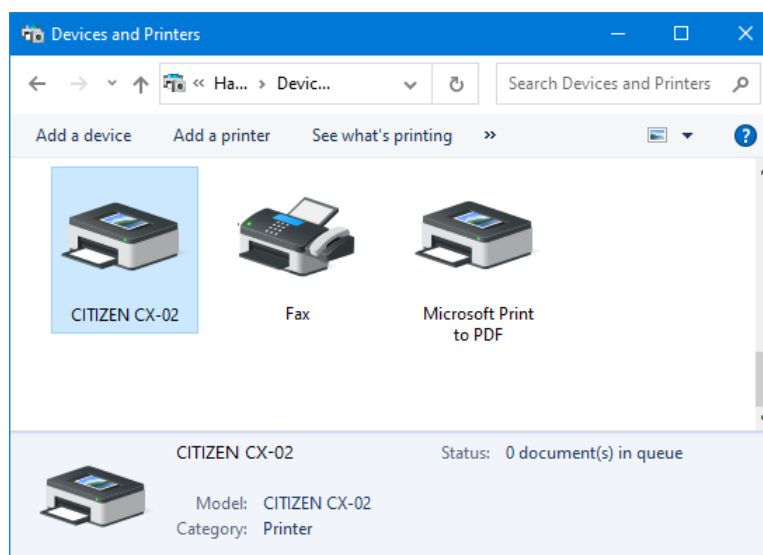 Devices and Printers
« Ha... › Devic...
Search Devices and Printers
Add a device Add a printer See what's printing »
?
CITIZEN CX-02
Fax
Microsoft Print
to PDF
CITIZEN CX-02 Status: 0 document(s) in queue
Model: CITIZEN CX-02
Category: Printer